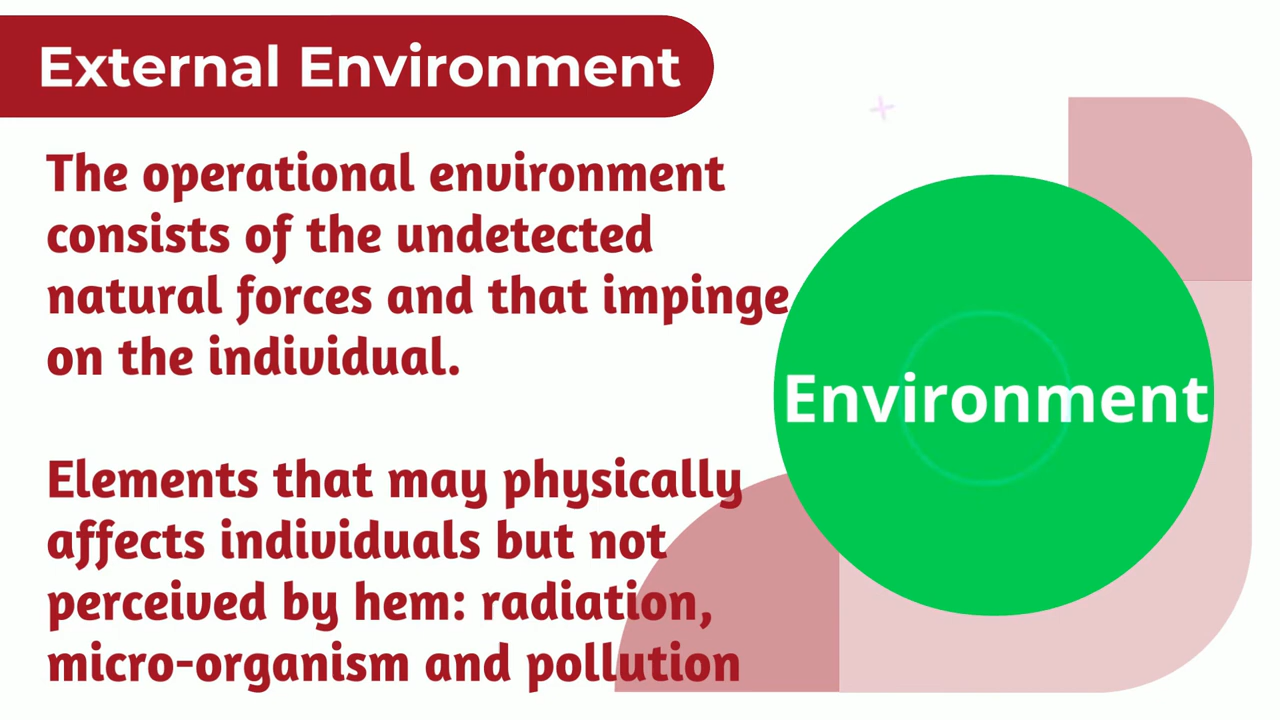 External Environment
The operational environment
consists of the undetected
natural forces and that impinge
on the individual.
Elements that may physically
affects individuals but not
perceived by hem: radiation,
micro-organism and pollution
Environment